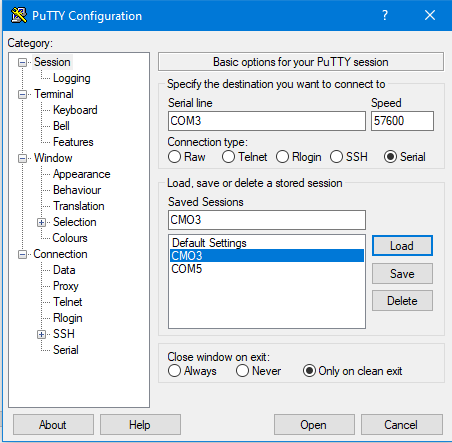 PuTTY Configuration
?
Category:
Session
Logging
Terminal
Keyboard
Bell
Features
Window
Appearance
Behaviour
Translation
Selection
Colours
Connection
Data
Proxy
Telnet
Rlogin
SSH
Serial
Basic options for your PuTTY session
Specify the destination you want to connect to
Serial line Speed
COM3 57600
Connection type:
Raw Telnet Rlogin SSH Serial
Load, save or delete a stored session
Saved Sessions
CMO3
Default Settings
CMO3
COM5
Load
Save
Delete
Close window on exit:
Always Never Only on clean exit
About Help Open Cancel